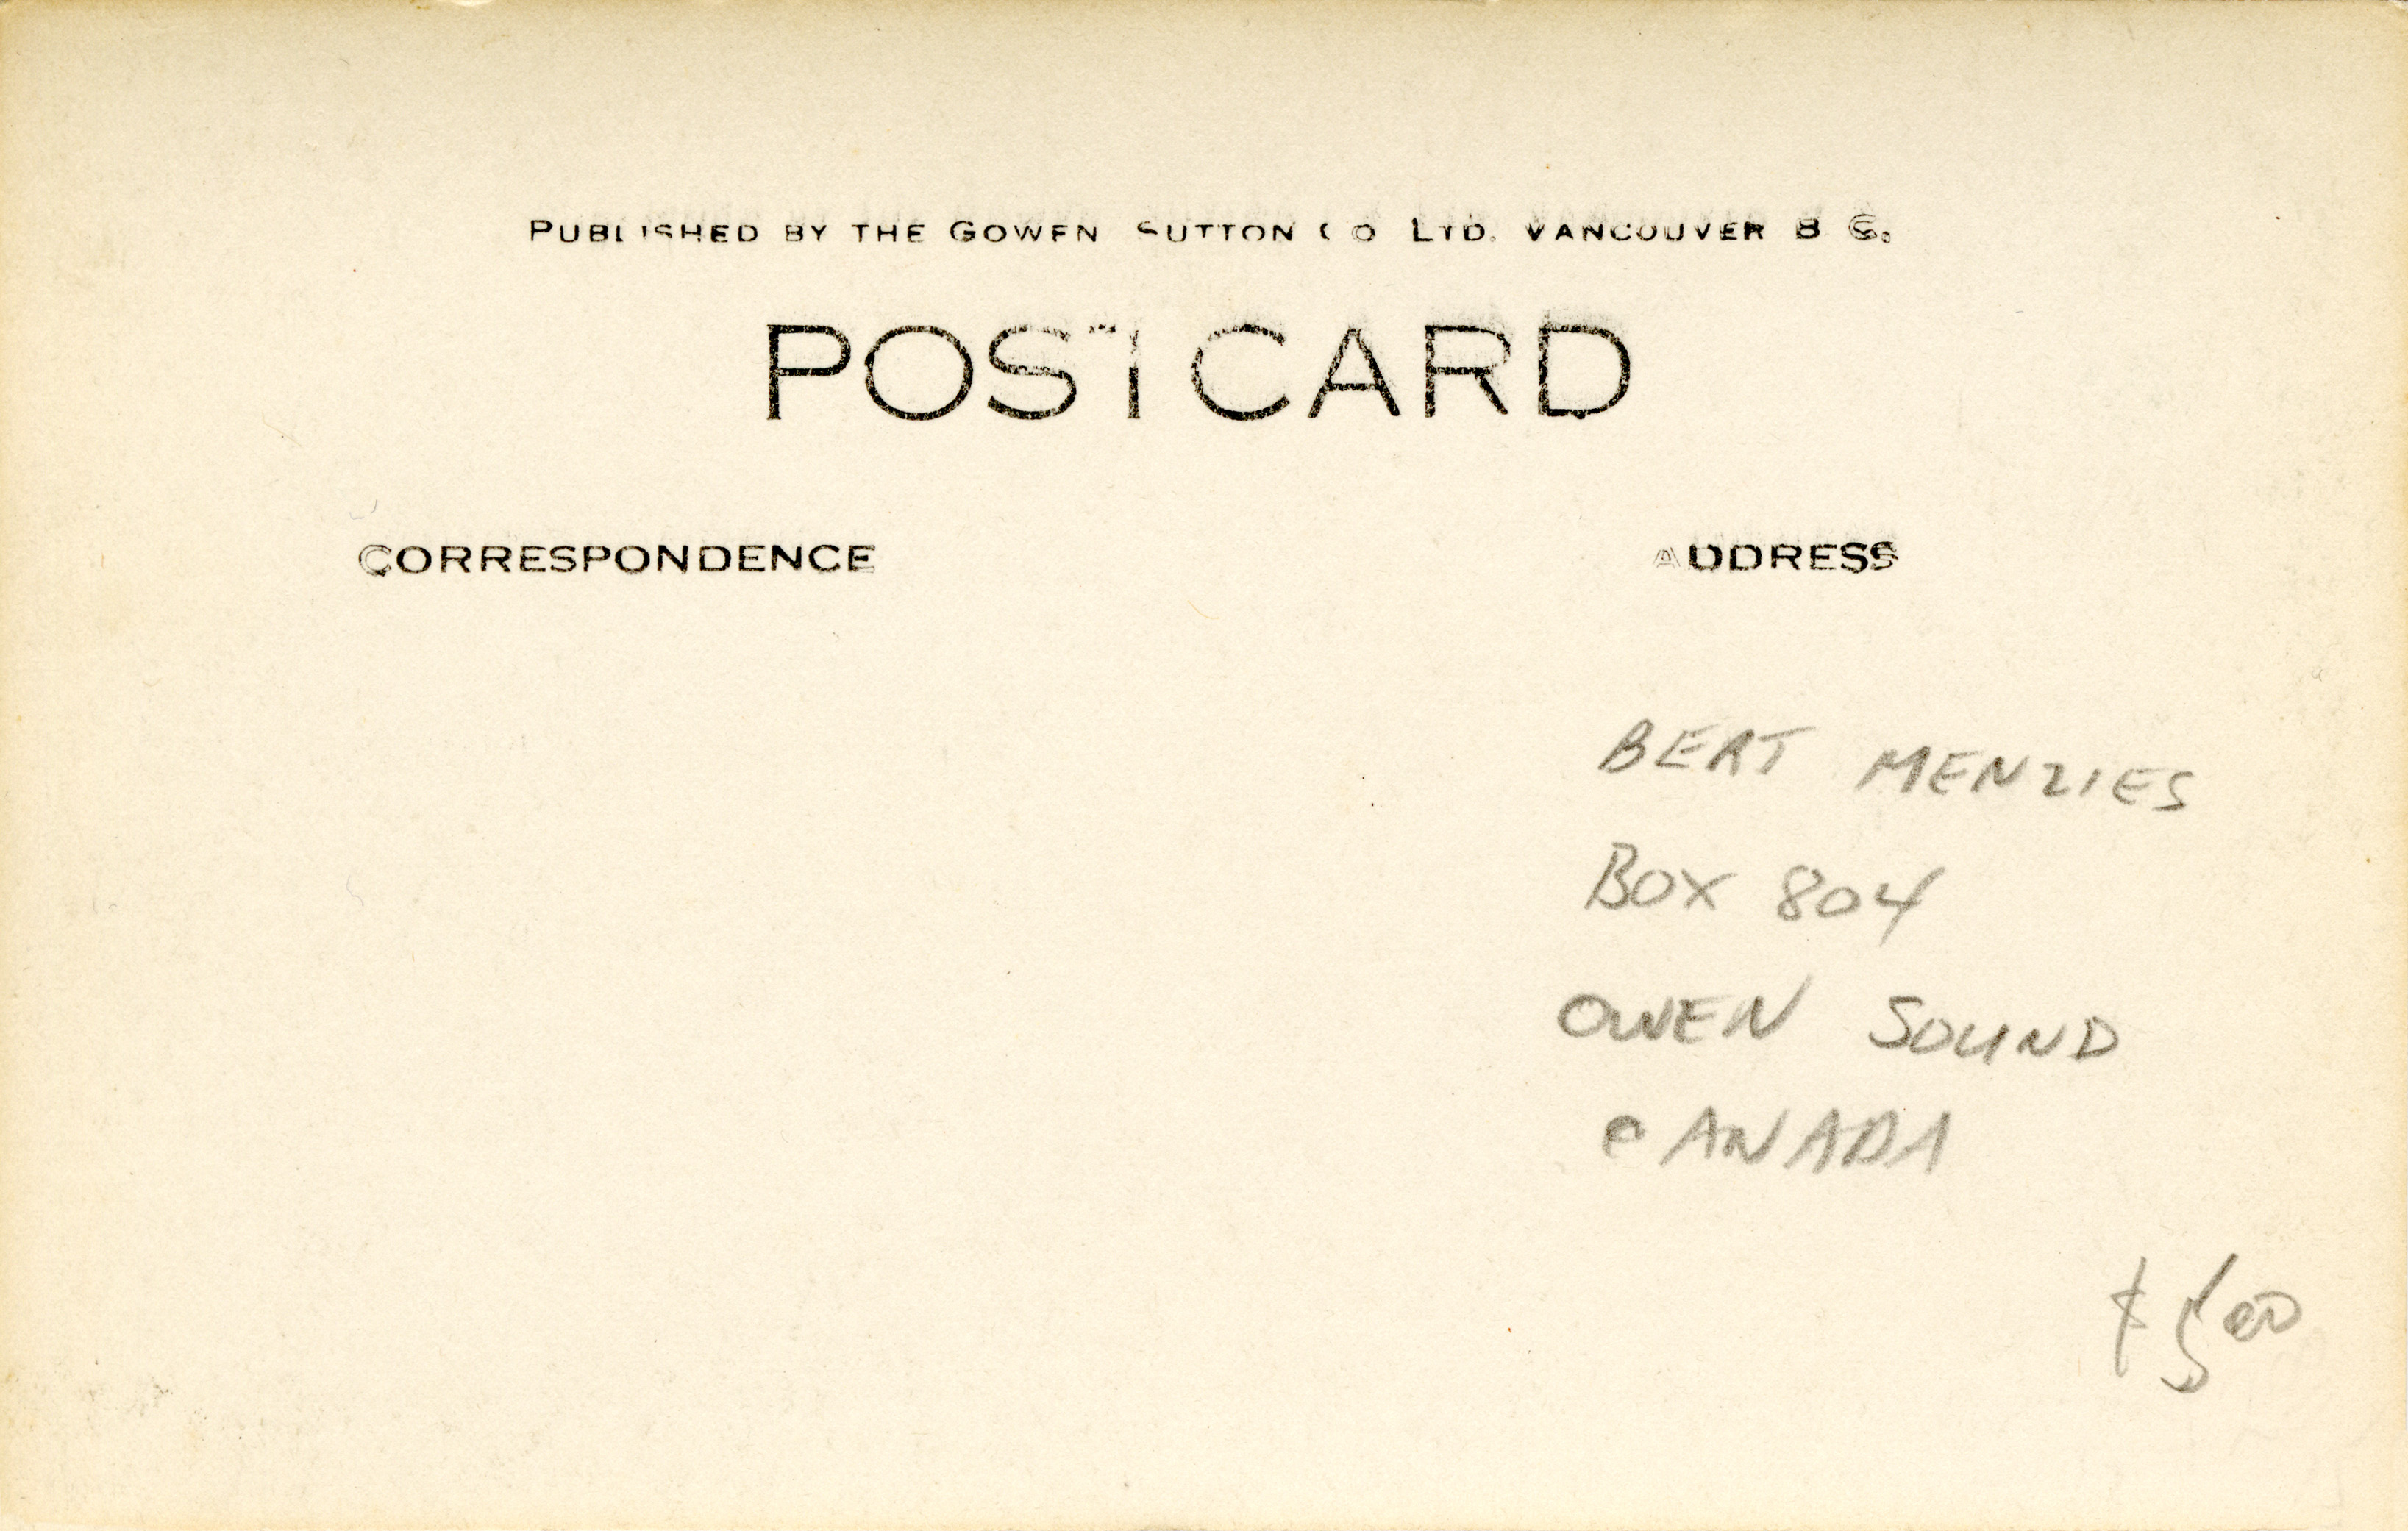 PUBLISHED BY THE GOWEN SUTTON CO LTD. VANCOUVER B C.
POSTCARD
CORRESPONDENCE ADDRESS
BERT MENZIES
BOX 804
OWEN SOUND
CANADA
$5.00